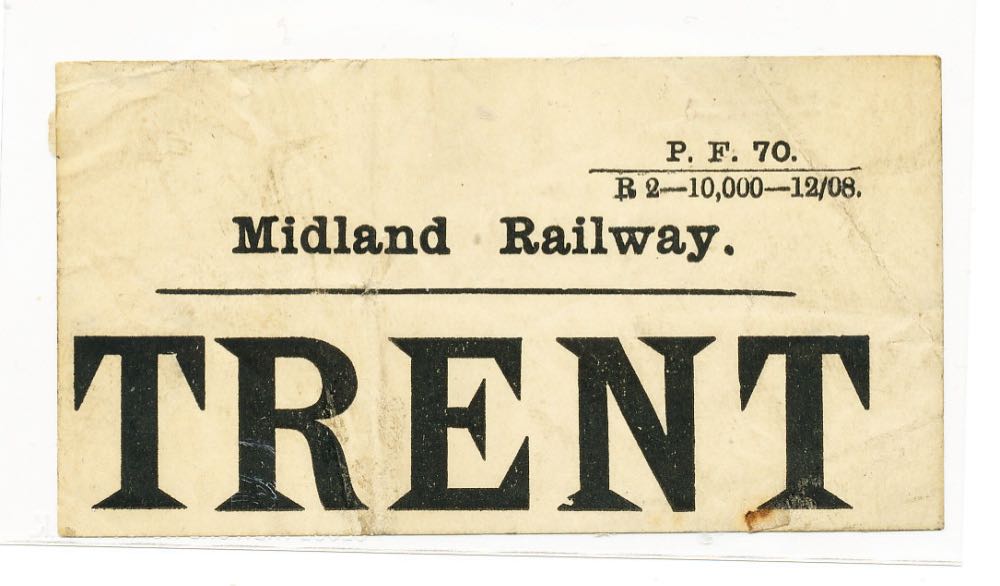 P. F. 70.
R 2—10,000—12/08.
Midland Railway.
TRENT